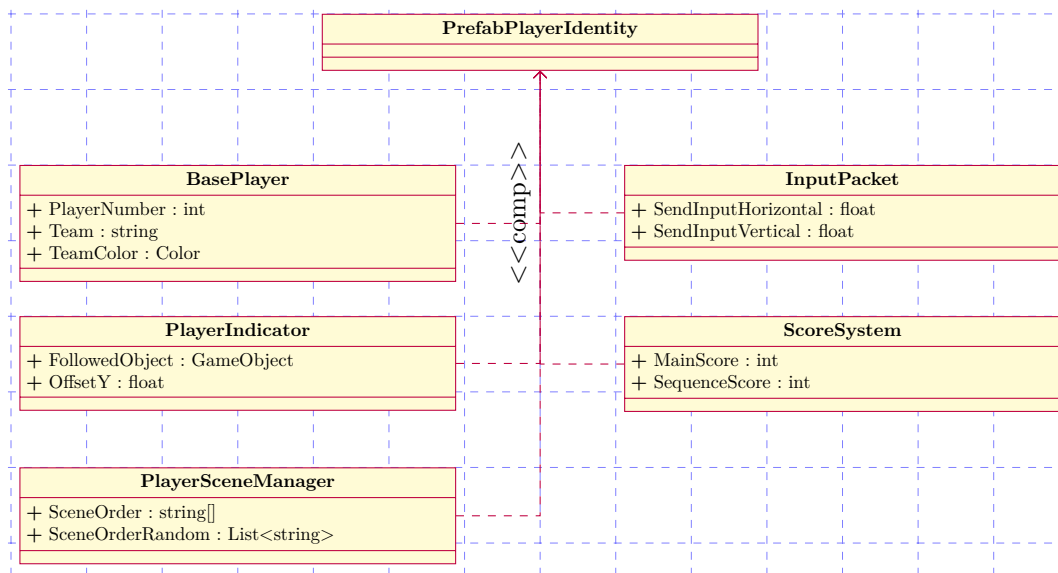 PrefabPlayerIdentity
<<comp>>
BasePlayer
+ PlayerNumber : int
+ Team : string
+ TeamColor : Color
InputPacket
+ SendInputHorizontal : float
+ SendInputVertical : float
PlayerIndicator
+ FollowedObject : GameObject
+ OffsetY : float
ScoreSystem
+ MainScore : int
+ SequenceScore : int
PlayerSceneManager
+ SceneOrder : string[]
+ SceneOrderRandom : List<string>